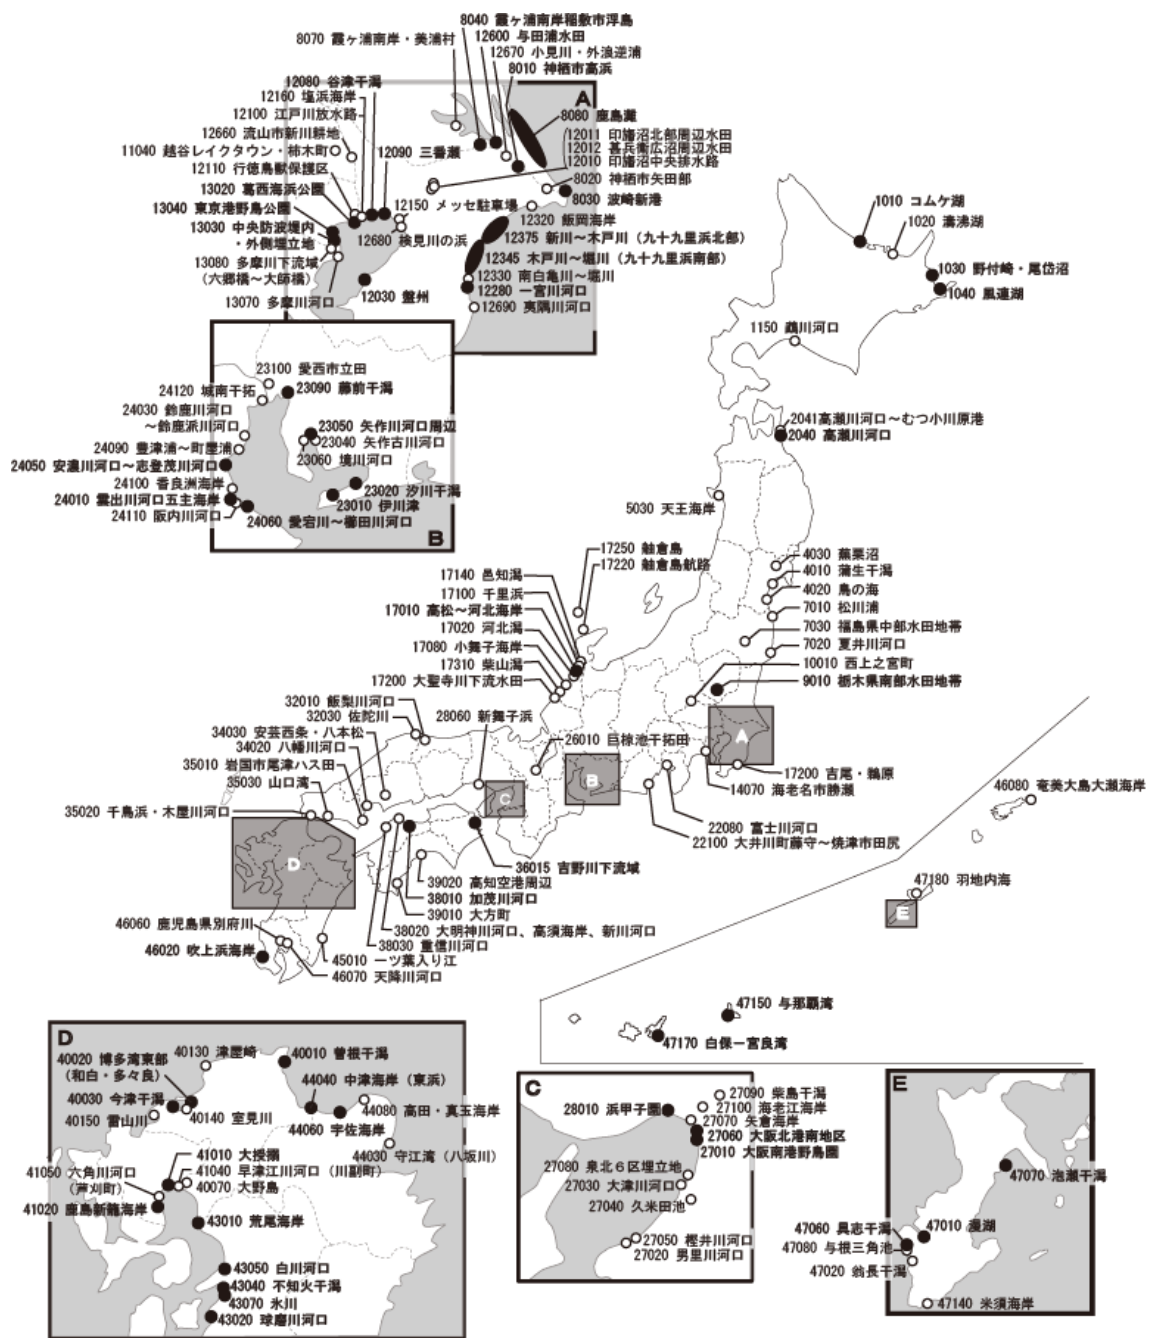 8040 霞ヶ浦南岸稲敷市浮島
12600 与田浦水田
8070 霞ヶ浦南岸・美浦村
12670 小見川・外浪逆浦
8010 神栖市高浜
12080 谷津干潟
A
12160 塩浜海岸
12100 江戸川放水路
8080 鹿島灘
12660 流山市新川耕地
12011 印旛沼北部周辺水田
12012 甚兵衛広沼周辺水田
12010 印旛沼中央排水路
11040 越谷レイクタウン・柿木町
12090 三番瀬
12110 行徳鳥獣保護区
8020 神栖市矢田部
13020 葛西海浜公園
12150 メッセ駐車場
8030 波崎新港
13040 東京港野鳥公園
12320 飯岡海岸
13030 中央防波堤内
・外側埋立地
12680 検見川の浜
12375 新川〜木戸川（九十九里浜北部）
12345 木戸川〜堀川（九十九里浜南部）
13080 多摩川下流域
（六郷橋〜大師橋）
12330 南白亀川〜堀川
12280 一宮川河口
13070 多摩川河口
12030 盤州
12690 夷隅川河口
1010 コムケ湖
1020 濤沸湖
1030 野付崎・尾岱沼
1040 風連湖
1150 鵡川河口
23100 愛西市立田
24120 城南干拓
23090 藤前干潟
24030 鈴鹿川河口
〜鈴鹿派川河口
23050 矢作川河口周辺
23040 矢作古川河口
24090 豊津浦〜町屋浦
23060 境川河口
24050 安濃川河口〜志登茂川河口
24100 香良洲海岸
23020 汐川干潟
24010 雲出川河口五主海岸
23010 伊川津
24110 阪内川河口
24060 愛宕川〜櫛田川河口
B
2041高瀬川河口〜むつ小川原港
2040 高瀬川河口
5030 天王海岸
4030 蕪栗沼
4010 蒲生干潟
4020 鳥の海
7010 松川浦
7030 福島県中部水田地帯
7020 夏井川河口
10010 西上之宮町
9010 栃木県南部水田地帯
17250 舳倉島
17220 舳倉島航路
17140 邑知潟
17100 千里浜
17010 高松〜河北海岸
17020 河北潟
17080 小舞子海岸
17310 柴山潟
17200 大聖寺川下流水田
32010 飯梨川河口
32030 佐陀川
28060 新舞子浜
34030 安芸西条・八本松
34020 八幡川河口
26010 巨椋池干拓田
35010 岩国市尾津ハス田
35030 山口湾
35020 千鳥浜・木屋川河口
A
B
C
D
17200 吉尾・鵜原
14070 海老名市勝瀬
22080 富士川河口
22100 大井川町藤守〜焼津市田尻
36015 吉野川下流域
39020 高知空港周辺
38010 加茂川河口
39010 大方町
38020 大明神川河口、高須海岸、新川河口
38030 重信川河口
46060 鹿児島県別府川
46020 吹上浜海岸
45010 一ツ葉入り江
46070 天降川河口
46080 奄美大島大瀬海岸
47180 羽地内海
E
47150 与那覇湾
47170 白保一宮良湾
D
40130 津屋崎
40010 曽根干潟
40020 博多湾東部
（和白・多々良）
44040 中津海岸（東浜）
40030 今津干潟
40150 雷山川
40140 室見川
44080 高田・真玉海岸
44060 宇佐海岸
44030 守江湾（八坂川）
41010 大授搦
41050 六角川河口
（芦刈町）
41040 早津江川河口（川副町）
40070 大野島
41020 鹿島新籠海岸
43010 荒尾海岸
43050 白川河口
43040 不知火干潟
43070 氷川
43020 球磨川河口
C
27090 柴島干潟
28010 浜甲子園
27100 海老江海岸
27070 矢倉海岸
27060 大阪北港南地区
27010 大阪南港野鳥園
27080 泉北６区埋立地
27030 大津川河口
27040 久米田池
27050 樫井川河口
27020 男里川河口
E
47070 泡瀬干潟
47060 具志干潟
47010 漫湖
47080 与根三角池
47020 翁長干潟
47140 米須海岸